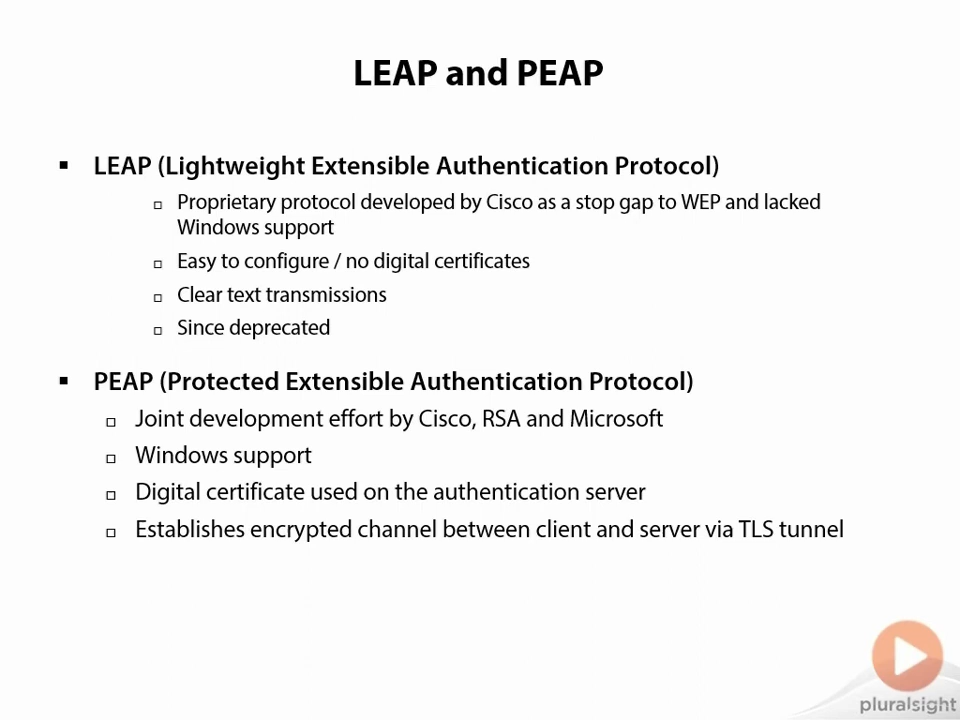 LEAP and PEAP
▪ LEAP (Lightweight Extensible Authentication Protocol)
▫ Proprietary protocol developed by Cisco as a stop gap to WEP and lacked
Windows support
▫ Easy to configure / no digital certificates
▫ Clear text transmissions
▫ Since deprecated
▪ PEAP (Protected Extensible Authentication Protocol)
▫ Joint development effort by Cisco, RSA and Microsoft
▫ Windows support
▫ Digital certificate used on the authentication server
▫ Establishes encrypted channel between client and server via TLS tunnel
pluralsight